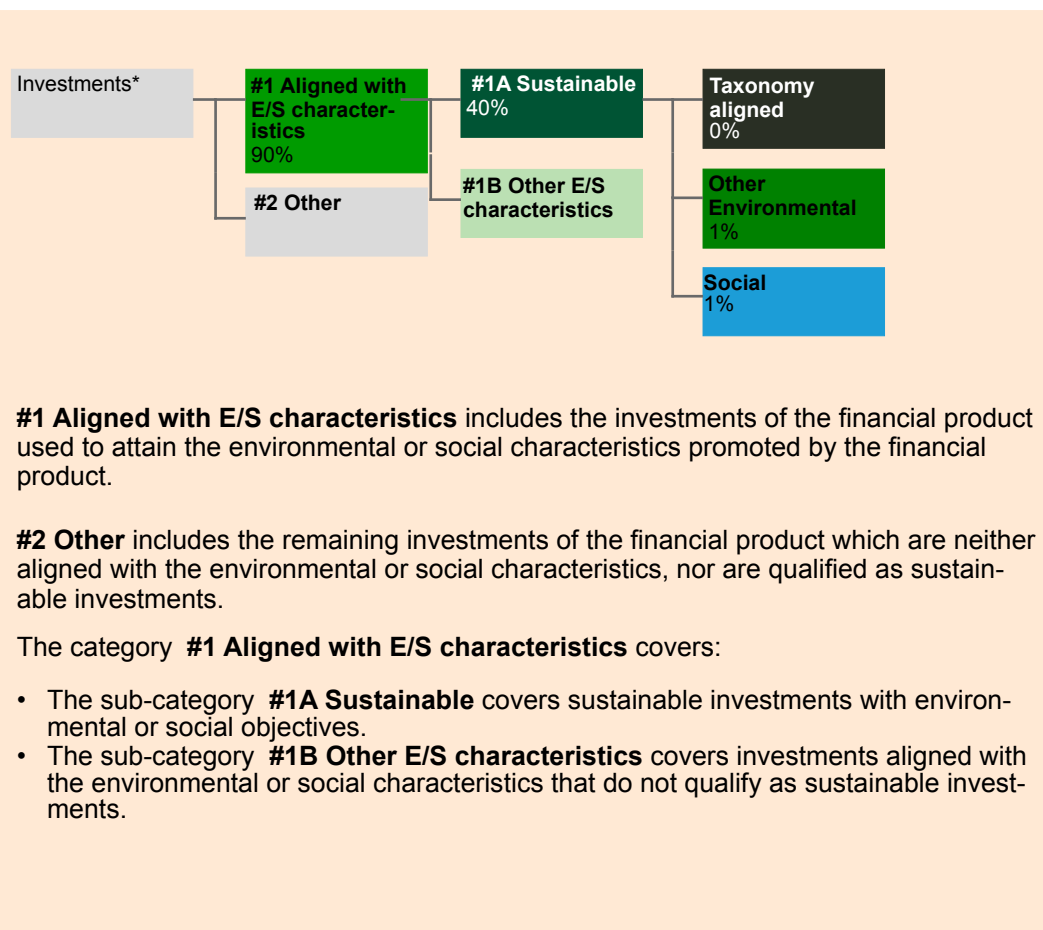 Investments*
#1 Aligned with
E/S character-
istics
90%
#2 Other
#1A Sustainable
40%
#1B Other E/S
characteristics
Taxonomy
aligned
0%
Other
Environmental
1%
Social
1%
#1 Aligned with E/S characteristics includes the investments of the financial product
used to attain the environmental or social characteristics promoted by the financial
product.
#2 Other includes the remaining investments of the financial product which are neither
aligned with the environmental or social characteristics, nor are qualified as sustain-
able investments.
The category #1 Aligned with E/S characteristics covers:
• The sub-category #1A Sustainable covers sustainable investments with environ-
mental or social objectives.
• The sub-category #1B Other E/S characteristics covers investments aligned with
the environmental or social characteristics that do not qualify as sustainable invest-
ments.